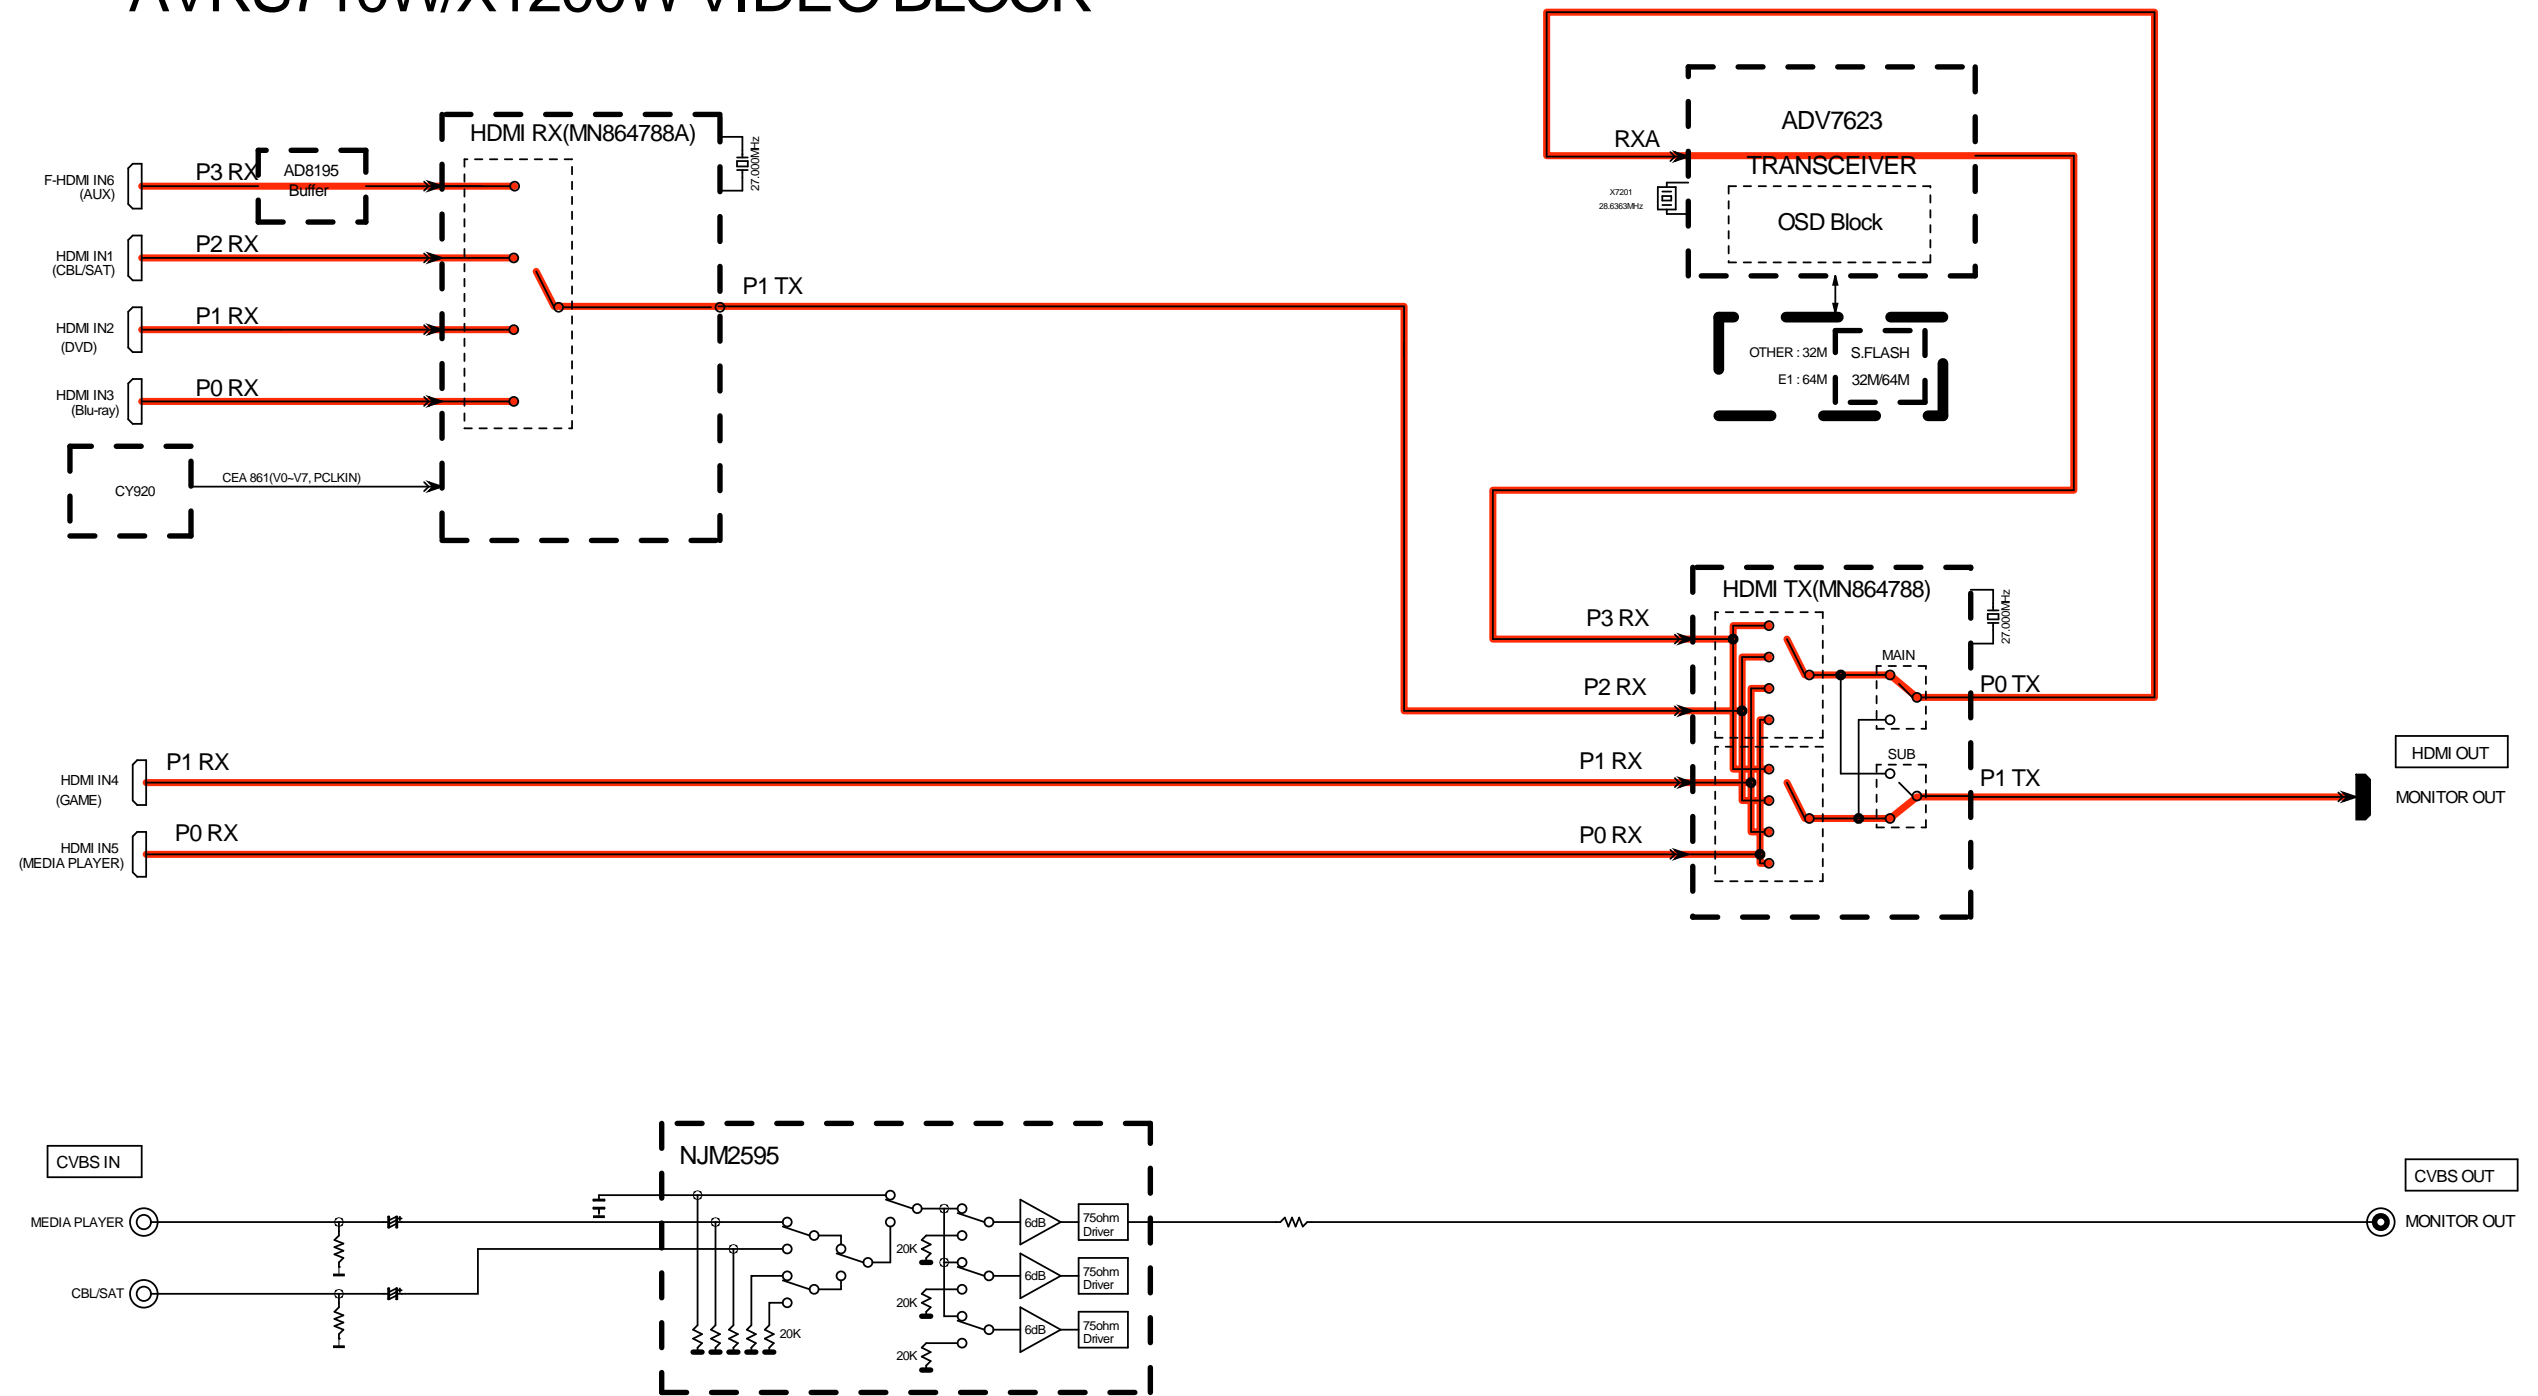 VIDEO BLOCK
HDMI RX(MN864788A)
27.000MHz
F-HDMI IN6
(AUX)
P3 RX
AD8195
Buffer
HDMI IN1
(CBL/SAT)
P2 RX
HDMI IN2
(DVD)
P1 RX
HDMI IN3
(Blu-ray)
P0 RX
CY920
CEA 861(V0~V7, PCLKIN)
P1 TX
RXA
ADV7623
TRANSCEIVER
X7201
28.6363MHz
OSD Block
OTHER : 32M
E1 : 64M
S.FLASH
32M/64M
HDMI TX(MN864788)
27.000MHz
P3 RX
P2 RX
P1 RX
P0 RX
MAIN
SUB
P0 TX
P1 TX
HDMI OUT
MONITOR OUT
HDMI IN4
(GAME)
P1 RX
HDMI IN5
(MEDIA PLAYER)
P0 RX
CVBS IN
MEDIA PLAYER
CBL/SAT
NJM2595
20K
20K
20K
20K
6dB
75ohm
Driver
6dB
75ohm
Driver
6dB
75ohm
Driver
CVBS OUT
MONITOR OUT